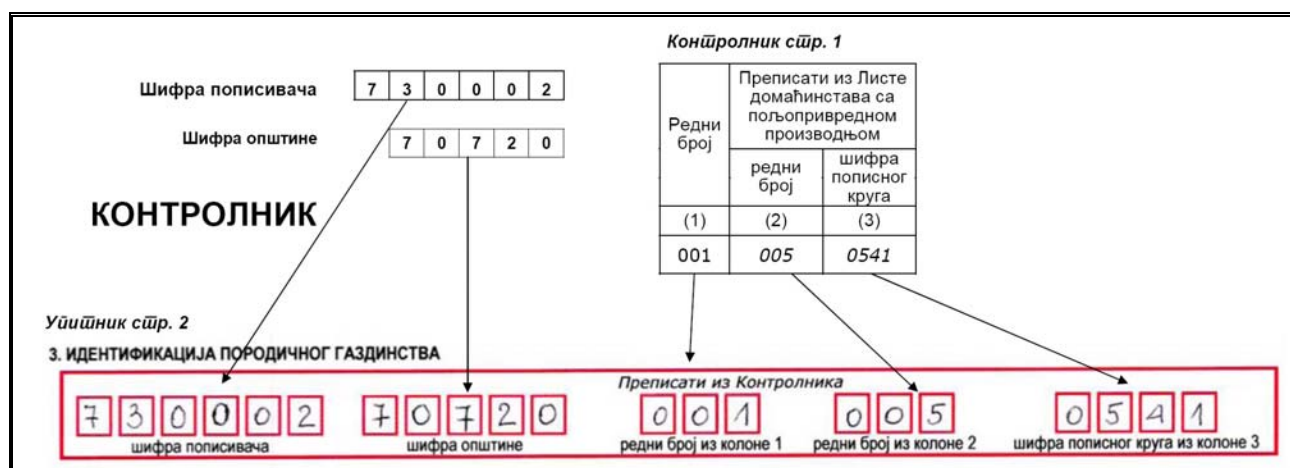 Контролник стр. 1
Шифра пописивача 7 3 0 0 0 2
Шифра општине 7 0 7 2 0
КОНТРОЛНИК
Редни број
Преписати из Листе домаћинстава са пољопривредном производњом
редни број
шифра пописног круга
(1) (2) (3)
001 005 0541
Упитник стр. 2
3. ИДЕНТИФИКАЦИЈА ПОРОДИЧНОГ ГАЗДИНСТВА
Преписати из Контролника
7 3 0 0 0 2 7 0 7 2 0 0 0 1 0 0 5 0 5 4 1
шифра пописивача шифра општине редни број из колоне 1 редни број из колоне 2 шифра пописног круга из колоне 3